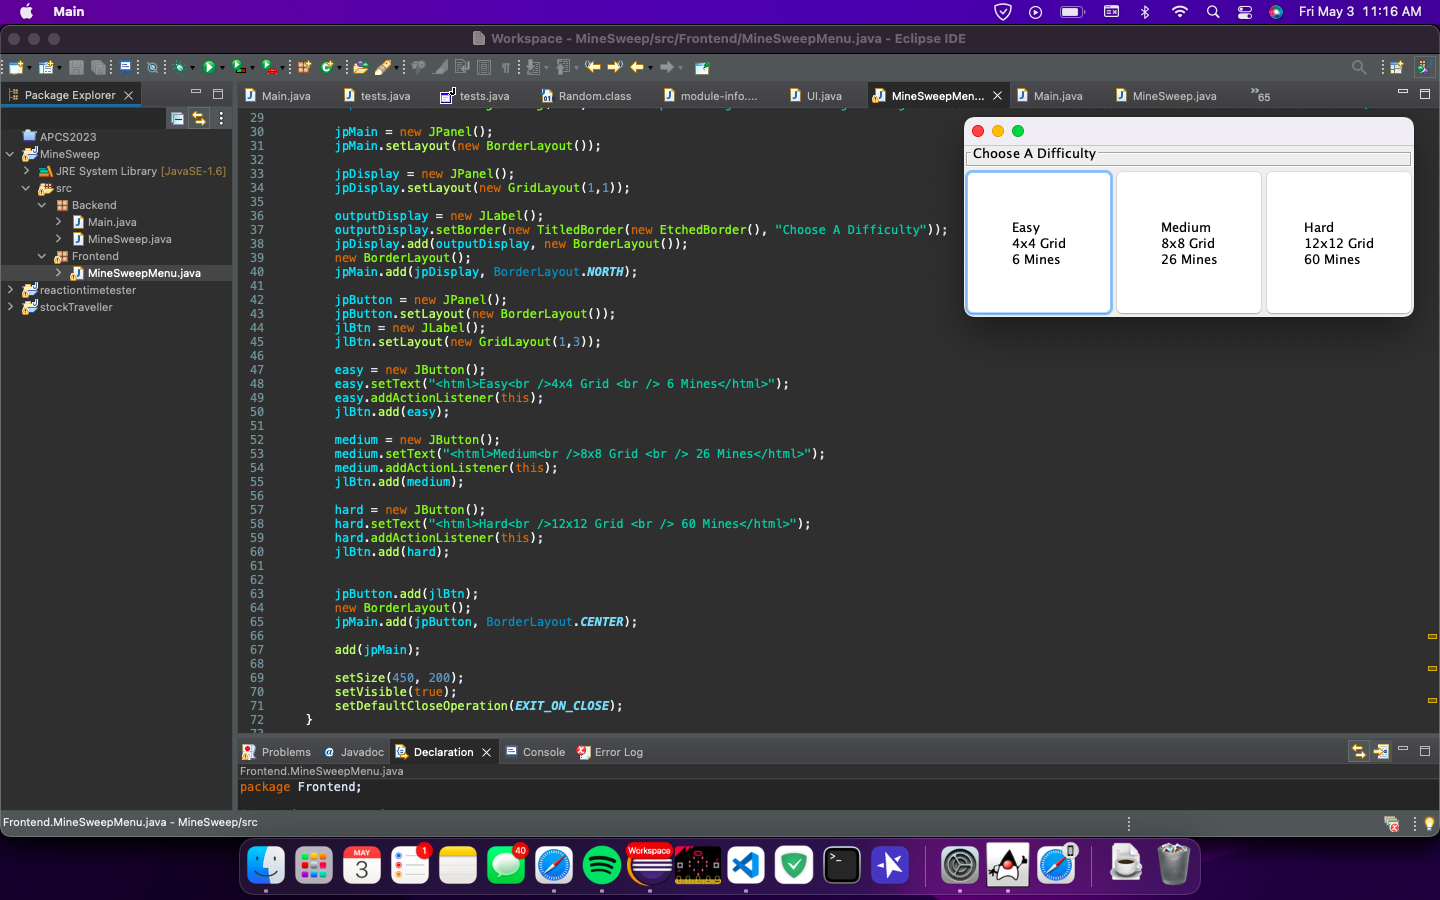 Main
Fri May 3 11:16 AM
Workspace - MineSweep/src/Frontend/MineSweepMenu.java - Eclipse IDE
Package Explorer
Main.java
tests.java
tests.java
Random.class
module-info....
UI.java
MineSweepMen...
Main.java
MineSweep.java
65
APCS2023
MineSweep
JRE System Library [JavaSE-1.6]
src
Backend
Main.java
MineSweep.java
Frontend
MineSweepMenu.java
reactiontimetester
stockTraveller
29
30 jpMain = new JPanel();
31 jpMain.setLayout(new BorderLayout());
32
33 jpDisplay = new JPanel();
34 jpDisplay.setLayout(new GridLayout(1,1));
35
36 outputDisplay = new JLabel();
37 outputDisplay.setBorder(new TitledBorder(new EtchedBorder(), "Choose A Difficulty"));
38 jpDisplay.add(outputDisplay, new BorderLayout());
39 new BorderLayout();
40 jpMain.add(jpDisplay, BorderLayout.NORTH);
41
42 jpButton = new JPanel();
43 jpButton.setLayout(new BorderLayout());
44 jlBtn = new JLabel();
45 jlBtn.setLayout(new GridLayout(1,3));
46
47 easy = new JButton();
48 easy.setText("<html>Easy<br />4x4 Grid <br /> 6 Mines</html>");
49 easy.addActionListener(this);
50 jlBtn.add(easy);
51
52 medium = new JButton();
53 medium.setText("<html>Medium<br />8x8 Grid <br /> 26 Mines</html>");
54 medium.addActionListener(this);
55 jlBtn.add(medium);
56
57 hard = new JButton();
58 hard.setText("<html>Hard<br />12x12 Grid <br /> 60 Mines</html>");
59 hard.addActionListener(this);
60 jlBtn.add(hard);
61
62
63 jpButton.add(jlBtn);
64 new BorderLayout();
65 jpMain.add(jpButton, BorderLayout.CENTER);
66
67 add(jpMain);
68
69 setSize(450, 200);
70 setVisible(true);
71 setDefaultCloseOperation(EXIT_ON_CLOSE);
72 }
Choose A Difficulty
Easy
4x4 Grid
6 Mines
Medium
8x8 Grid
26 Mines
Hard
12x12 Grid
60 Mines
Problems
Javadoc
Declaration
Console
Error Log
Frontend.MineSweepMenu.java
package Frontend;
Frontend.MineSweepMenu.java - MineSweep/src
MAY
3
1
40
Workspace